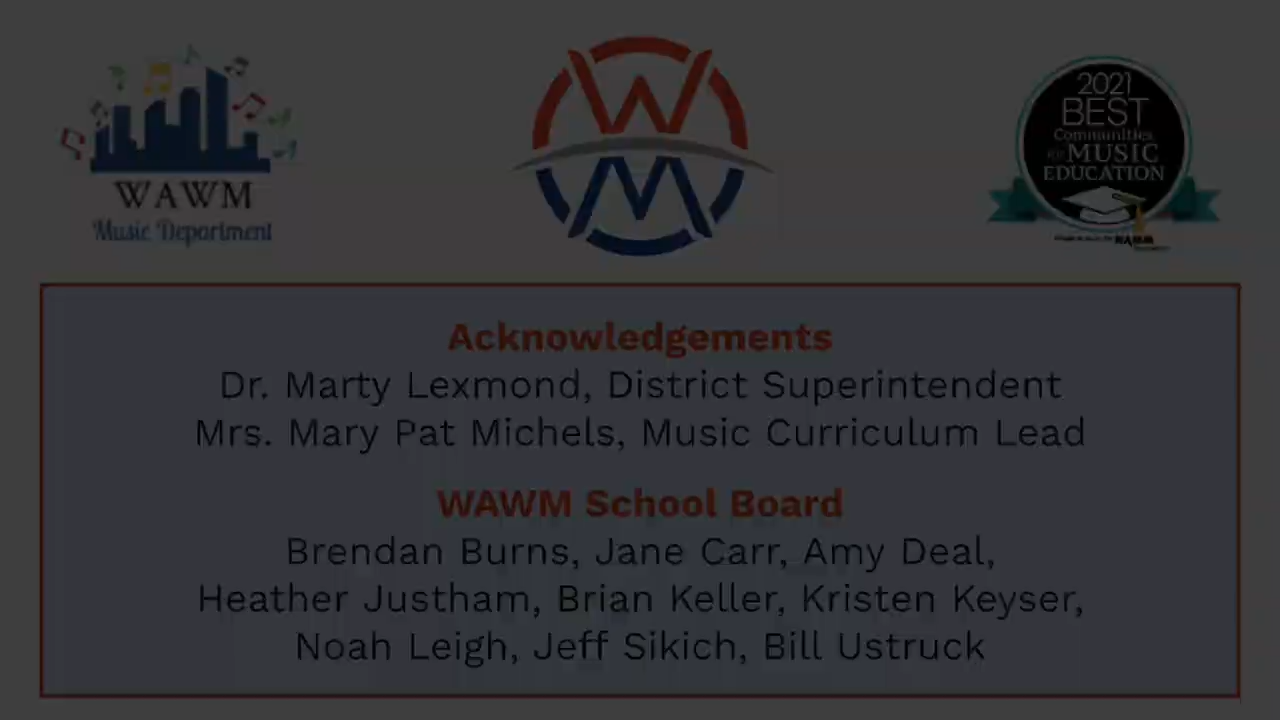 WAWM
Music Department
W
M
2021
BEST
Communities
for MUSIC
EDUCATION
NAMM
Acknowledgements
Dr. Marty Lexmond, District Superintendent
Mrs. Mary Pat Michels, Music Curriculum Lead
WAWM School Board
Brendan Burns, Jane Carr, Amy Deal,
Heather Justham, Brian Keller, Kristen Keyser,
Noah Leigh, Jeff Sikich, Bill Ustruck